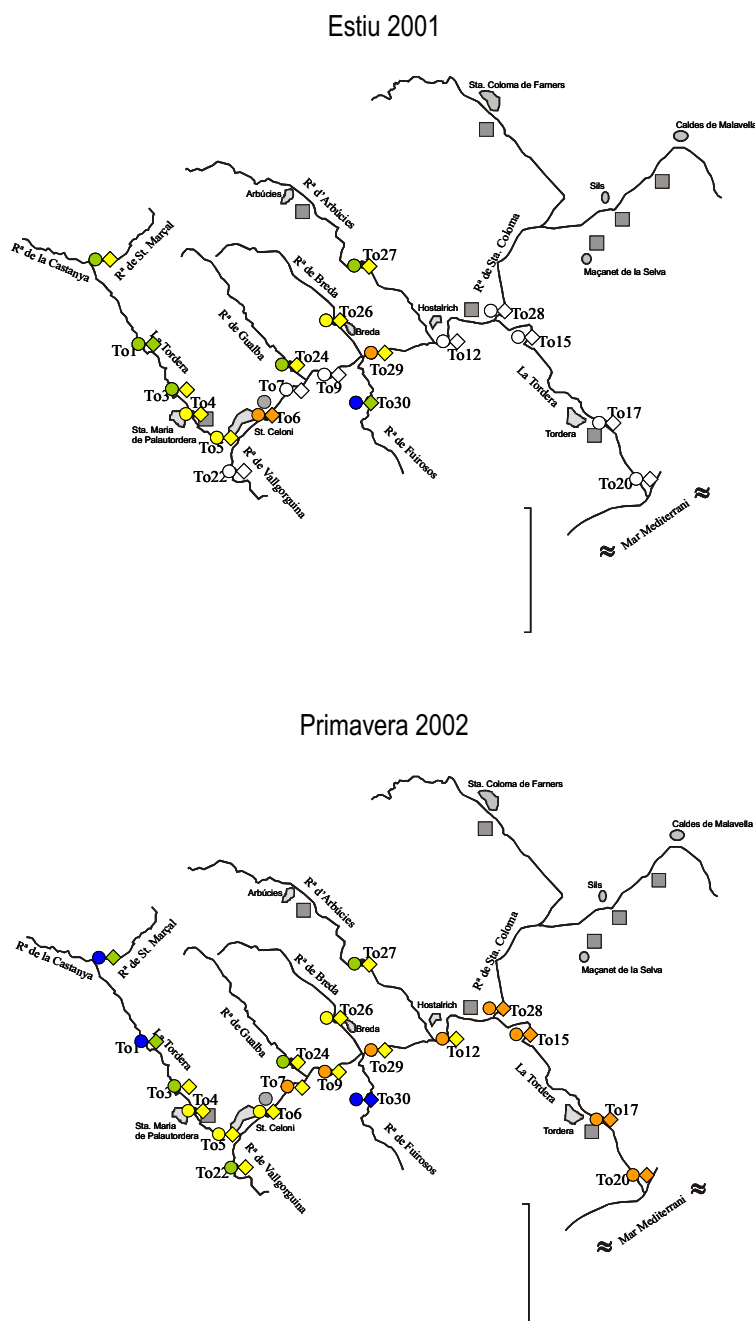 Estiu 2001
Sta. Coloma de Farners
Caldes de Malavella
Rª d'Arbúcies
Arbúcies
Sils
Rª de St. Marçal
Rª de la Castanya
Rª de Sta. Coloma
To27
Maçanet de la Selva
Rª de Breda
Hostalrich
To28
To26
Breda
Rª de Gualba
La Tordera
To1
To12
To15
To29
To24
To9
To7
To3
La Tordera
To4
To30
Sta. Maria
de Palautordera
To6
St. Celoni
To17
Tordera
To5
Rª de Fuirosos
To22
Rª de Vallgorguina
To20
Mar Mediterrani
≈
≈
Primavera 2002
Sta. Coloma de Farners
Caldes de Malavella
Rª d'Arbúcies
Arbúcies
Sils
Rª de St. Marçal
Rª de la Castanya
Rª de Sta. Coloma
To27
Maçanet de la Selva
Rª de Breda
Hostalrich
To28
To26
Breda
Rª de Gualba
La Tordera
To1
To12
To15
To29
To24
To9
To7
To3
La Tordera
To4
To30
Sta. Maria
de Palautordera
To6
St. Celoni
To17
Tordera
To5
Rª de Fuirosos
To22
Rª de Vallgorguina
To20
Mar Mediterrani
≈
≈